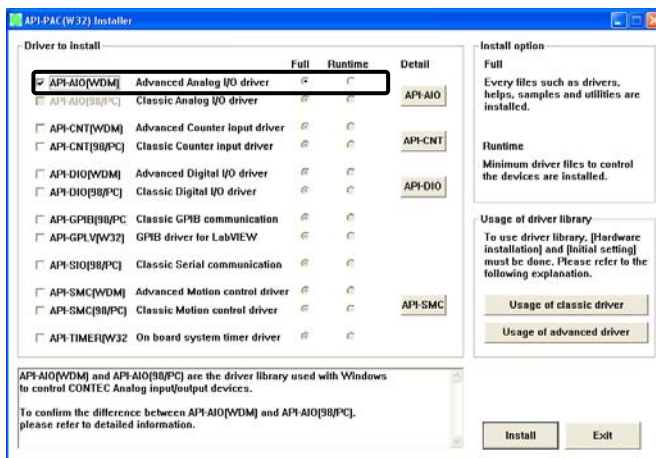 API-PAC(W32) Installer
Driver to install
Full Runtime Detail
API-AIO(WDM) Advanced Analog I/O driver
API-AIO(98/PC) Classic Analog I/O driver
API-AIO
API-CNT(WDM) Advanced Counter input driver
API-CNT(98/PC) Classic Counter input driver
API-CNT
API-DIO(WDM) Advanced Digital I/O driver
API-DIO(98/PC) Classic Digital I/O driver
API-DIO
API-GPIB(98/PC Classic GPIB communication
API-GPLV(W32) GPIB driver for LabVIEW
API-SIO(98/PC) Classic Serial communication
API-SMC(WDM) Advanced Motion control driver
API-SMC(98/PC) Classic Motion control driver
API-SMC
API-TIMER(W32 On board system timer driver
Install option
Full
Every files such as drivers,
helps, samples and utilities are
installed.
Runtime
Minimum driver files to control
the devices are installed.
Usage of driver library
To use driver library, [Hardware
installation] and [Initial setting]
must be done. Please refer to the
following explanation.
Usage of classic driver
Usage of advanced driver
API-AIO(WDM) and API-AIO(98/PC) are the driver library used with Windows
to control CONTEC Analog input/output devices.
To confirm the difference between API-AIO(WDM) and API-AIO(98/PC),
please refer to detailed information.
Install Exit